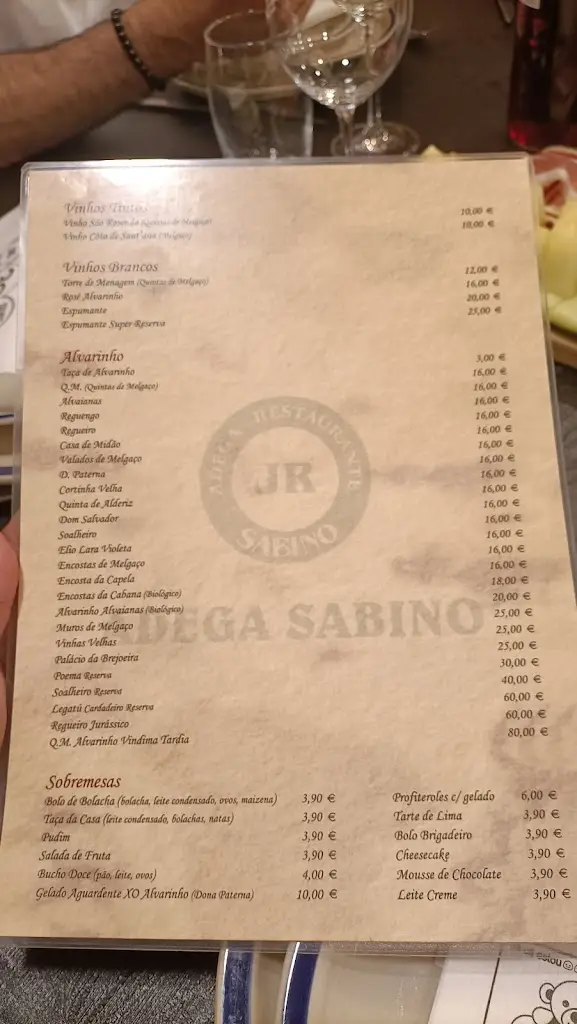 Vinhos Tintos
Vinho São Rosendo (Quintas de Melgaço) 10,00 €
Vinho Côto de Sant'ana (Melgaço) 10,00 €
Vinhos Brancos
Torre de Menagem (Quintas de Melgaço) 12,00 €
Rosé Alvarinho 16,00 €
Espumante 20,00 €
Espumante Super Reserva 25,00 €
Alvarinho
Taça de Alvarinho 3,00 €
Q.M. (Quintas de Melgaço) 16,00 €
Alvaianas 16,00 €
Reguengo 16,00 €
Regueiro 16,00 €
Casa de Midão 16,00 €
Valados de Melgaço 16,00 €
D. Paterna 16,00 €
Cortinha Velha 16,00 €
Quinta de Alderiz 16,00 €
Dom Salvador 16,00 €
Soalheiro 16,00 €
Elio Lara Violeta 16,00 €
Encostas de Melgaço 16,00 €
Encosta da Capela 16,00 €
Encostas da Cabana (Biológico) 18,00 €
Alvarinho Alvaianas (Biológico) 20,00 €
Muros de Melgaço 25,00 €
Vinhas Velhas 25,00 €
Palácio da Brejoeira 25,00 €
Poema Reserva 30,00 €
Soalheiro Reserva 40,00 €
Legatü Cardadeiro Reserva 60,00 €
Regueiro Jurássico 60,00 €
Q.M. Alvarinho Vindima Tardia 80,00 €
ADEGA RESTAURANTE
JR
SABINO
ADEGA SABINO
Sobremesas
Bolo de Bolacha (bolacha, leite condensado, ovos, maizena) 3,90 €
Taça da Casa (leite condensado, bolachas, natas) 3,90 €
Pudim 3,90 €
Salada de Fruta 3,90 €
Bucho Doce (pão, leite, ovos) 4,00 €
Gelado Aguardente XO Alvarinho (Dona Paterna) 10,00 €
Profiteroles c/ gelado 6,00 €
Tarte de Lima 3,90 €
Bolo Brigadeiro 3,90 €
Cheesecake 3,90 €
Mousse de Chocolate 3,90 €
Leite Creme 3,90 €